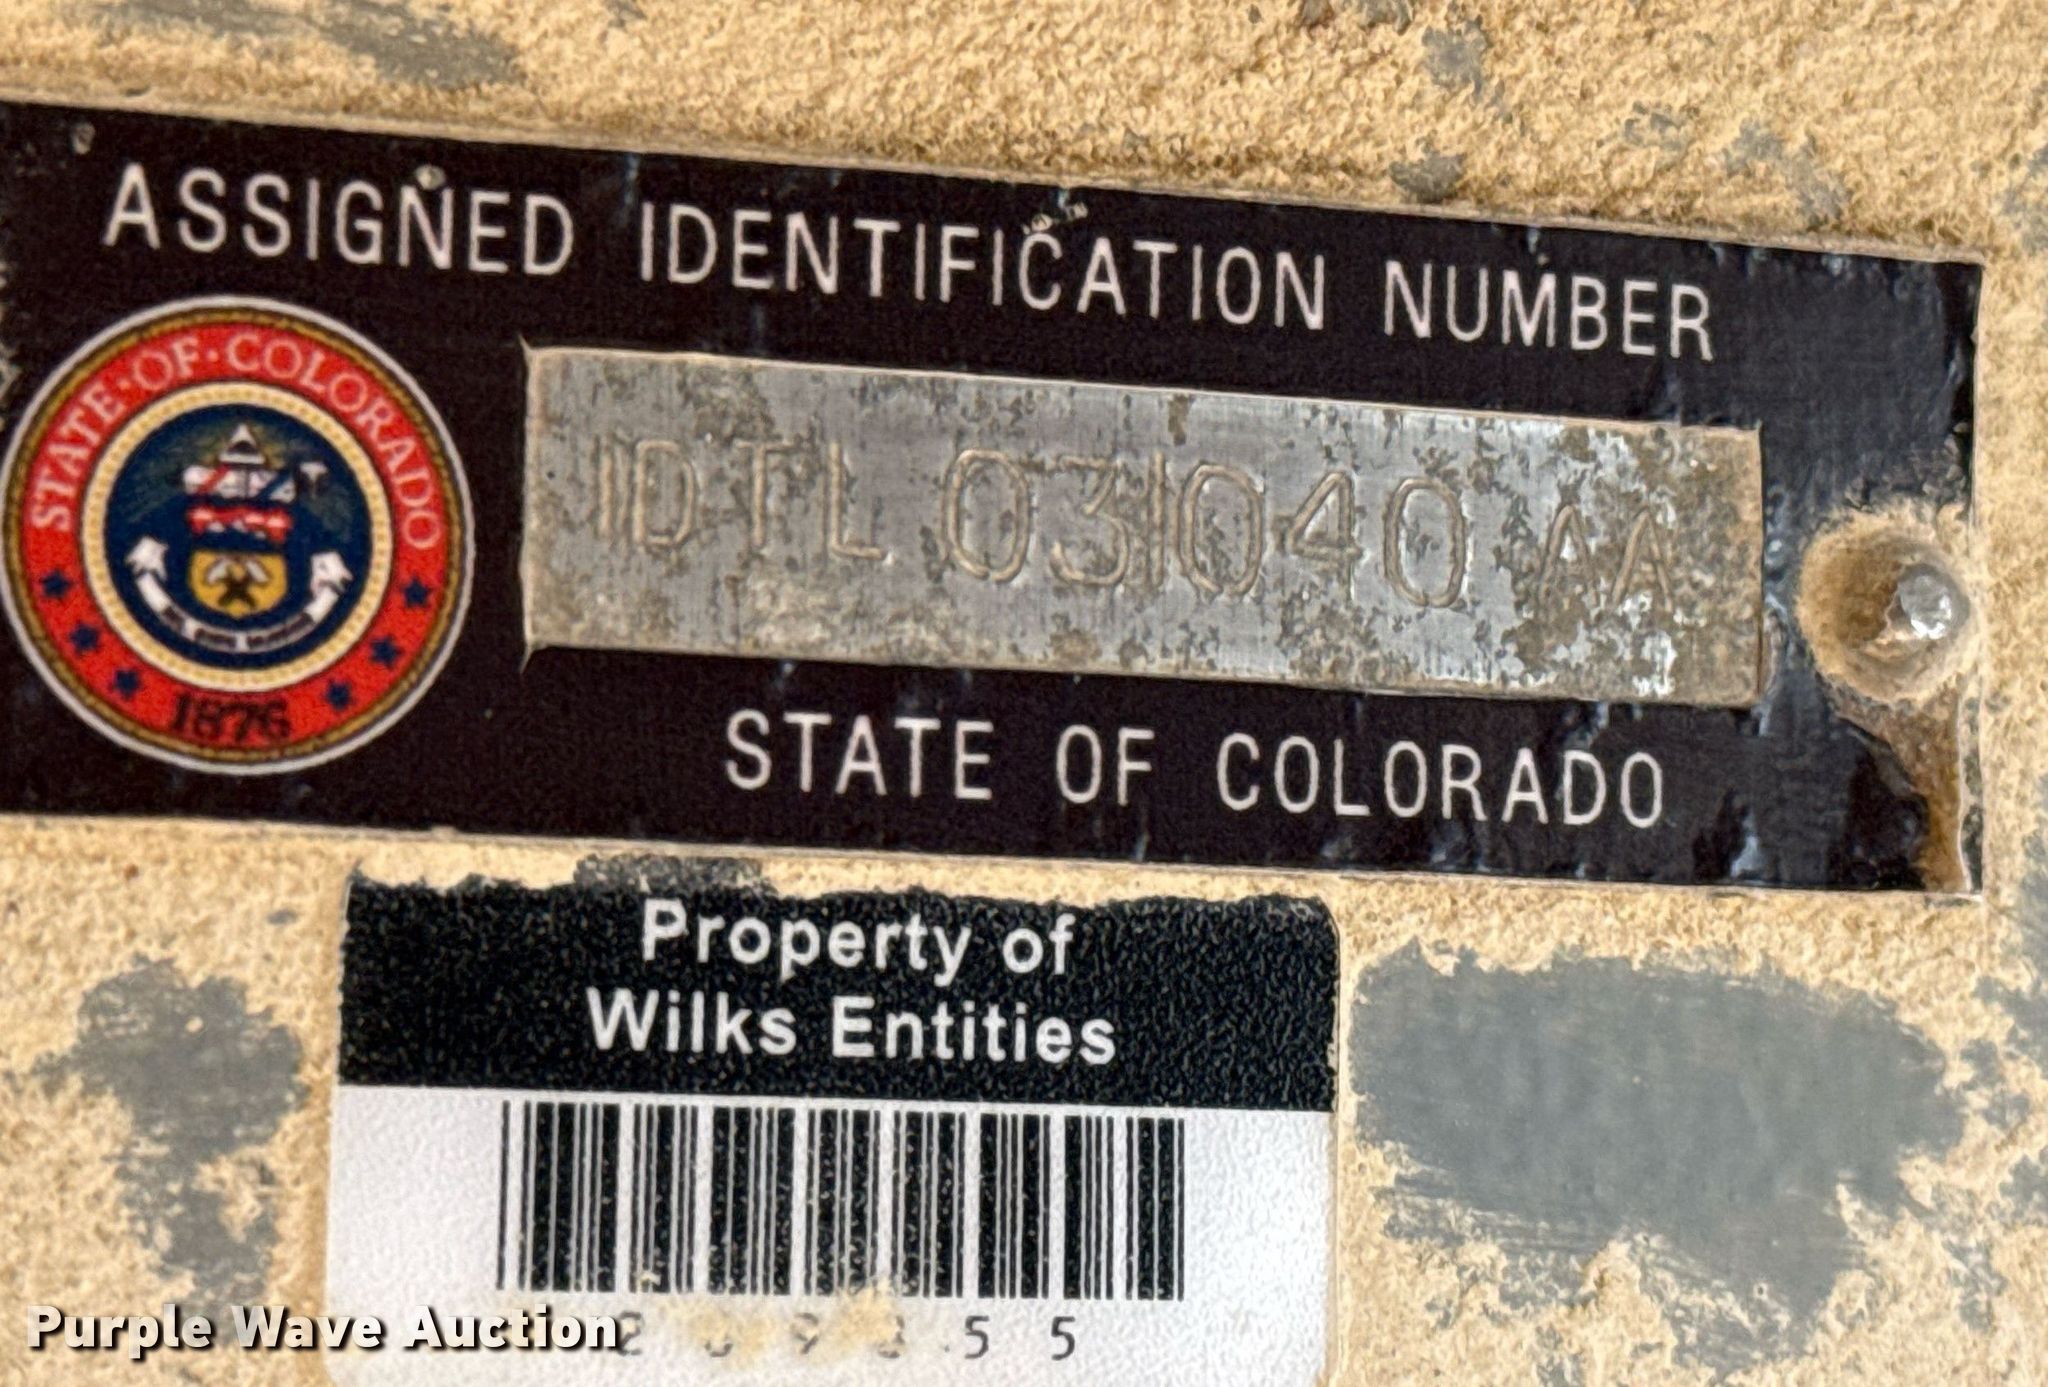 ASSIGNED IDENTIFICATION NUMBER
STATE·OF·COLORADO
1876
IDTL031040AA
STATE OF COLORADO
Property of
Wilks Entities
Purple Wave Auction